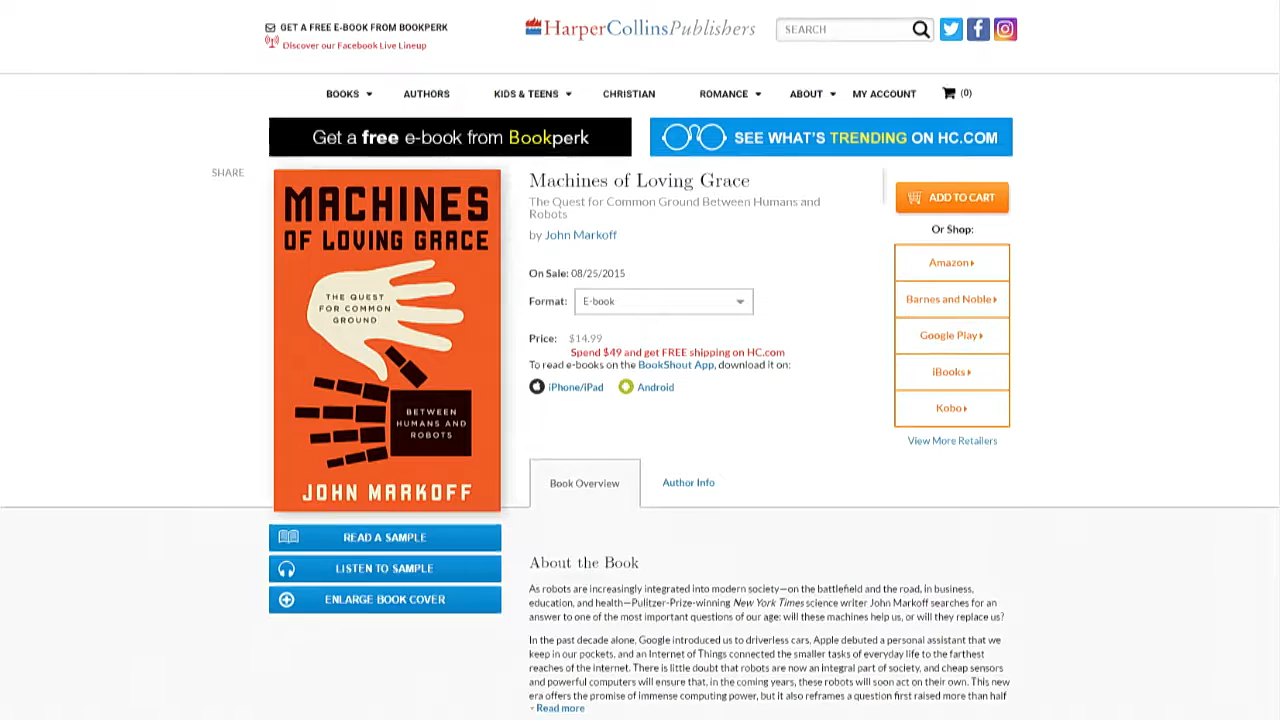 GET A FREE E-BOOK FROM BOOKPERK
Discover our Facebook Live Lineup
HarperCollinsPublishers
SEARCH
BOOKS
AUTHORS
KIDS & TEENS
CHRISTIAN
ROMANCE
ABOUT
MY ACCOUNT
(0)
Get a free e-book from Bookperk
SEE WHAT'S TRENDING ON HC.COM
SHARE
MACHINES
OF LOVING GRACE
THE QUEST
FOR COMMON
GROUND
BETWEEN
HUMANS AND
ROBOTS
JOHN MARKOFF
READ A SAMPLE
LISTEN TO SAMPLE
ENLARGE BOOK COVER
Machines of Loving Grace
The Quest for Common Ground Between Humans and
Robots
by John Markoff
On Sale: 08/25/2015
Format: E-book
Price: $14.99
Spend $49 and get FREE shipping on HC.com
To read e-books on the BookShout App, download it on:
iPhone/iPad
Android
ADD TO CART
Or Shop:
Amazon
Barnes and Noble
Google Play
iBooks
Kobo
View More Retailers
Book Overview
Author Info
About the Book
As robots are increasingly integrated into modern society—on the battlefield and the road, in business,
education, and health—Pulitzer-Prize-winning New York Times science writer John Markoff searches for an
answer to one of the most important questions of our age: will these machines help us, or will they replace us?
In the past decade alone, Google introduced us to driverless cars, Apple debuted a personal assistant that we
keep in our pockets, and an Internet of Things connected the smaller tasks of everyday life to the farthest
reaches of the internet. There is little doubt that robots are now an integral part of society, and cheap sensors
and powerful computers will ensure that, in the coming years, these robots will soon act on their own. This new
era offers the promise of immense computing power, but it also reframes a question first raised more than half
- Read more